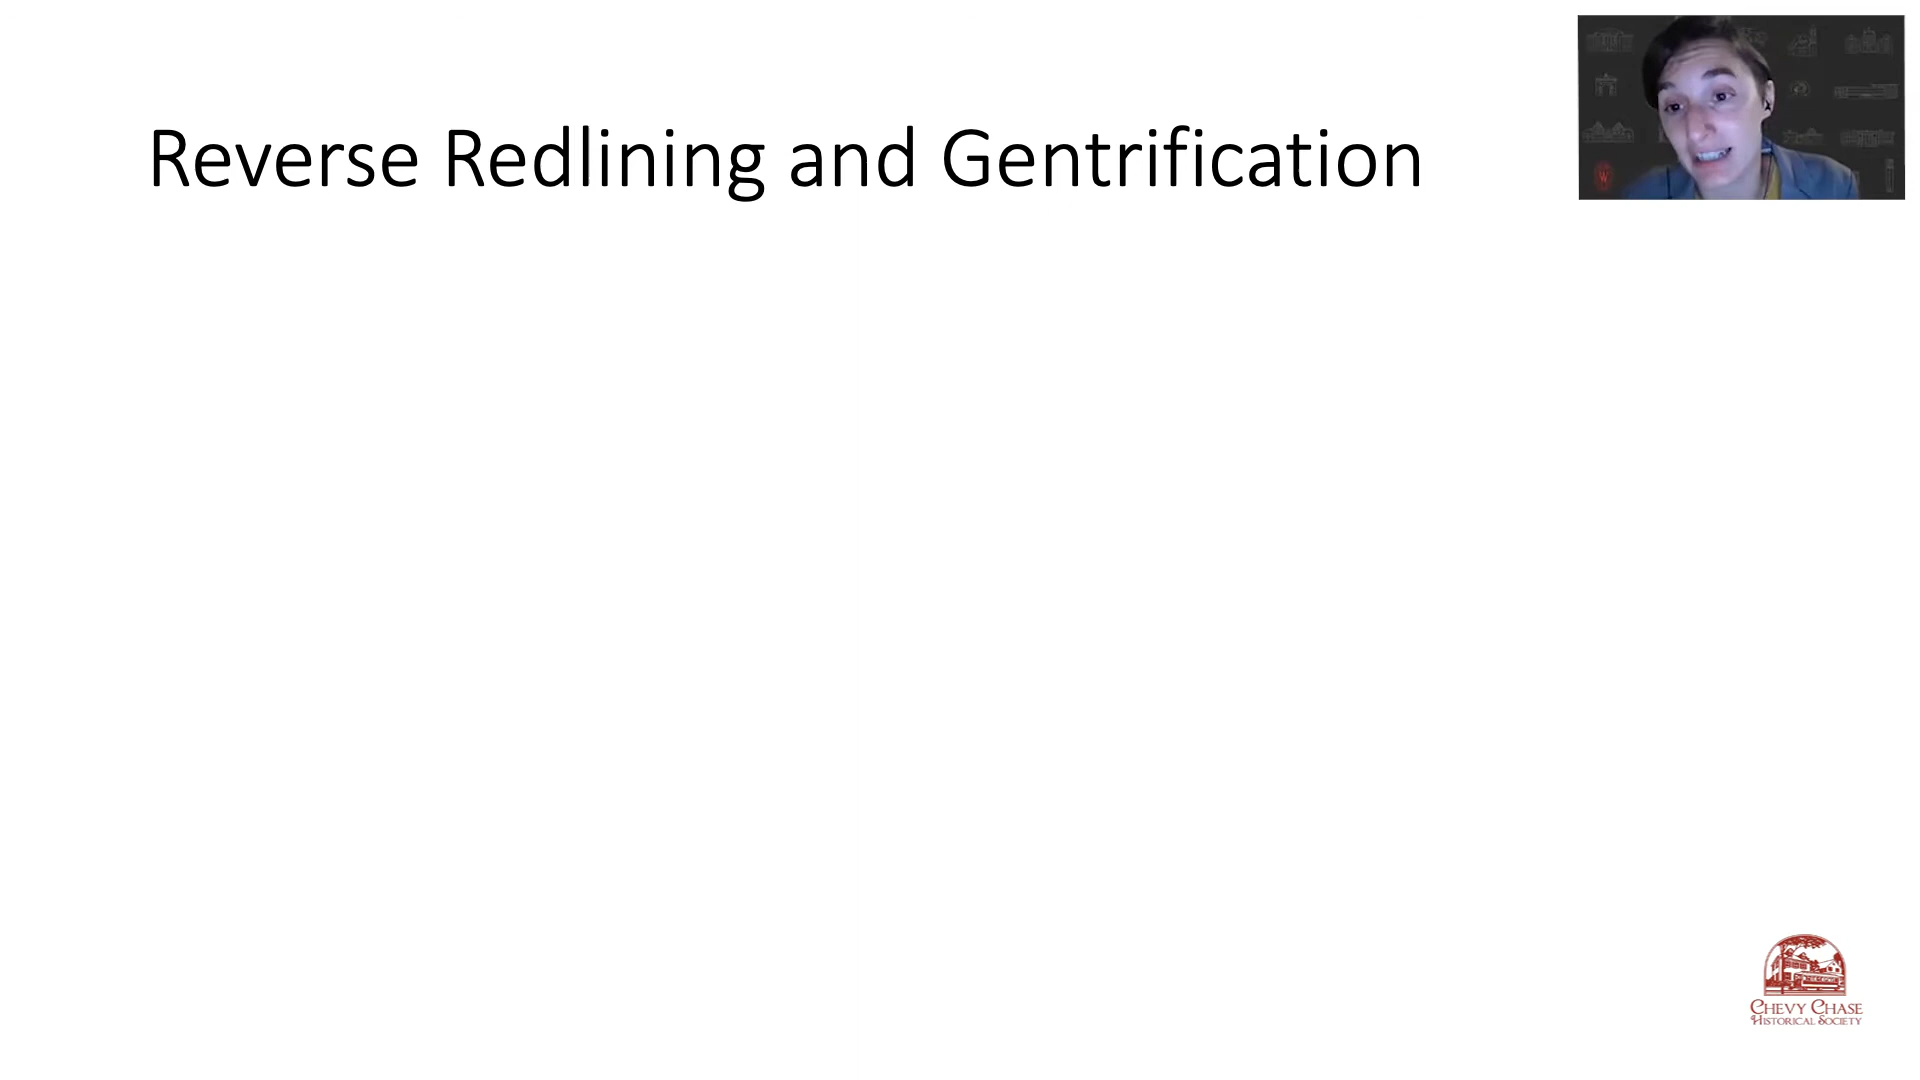 Reverse Redlining and Gentrification
W
CHEVY CHASE
HISTORICAL SOCIETY